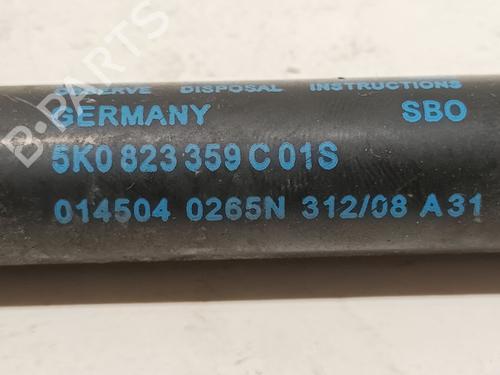 OBSERVE DISPOSAL INSTRUCTIONS
GERMANY SBO
5K0 823 359 C 01S
014504 0265N 312/08 A31
B-PARTS